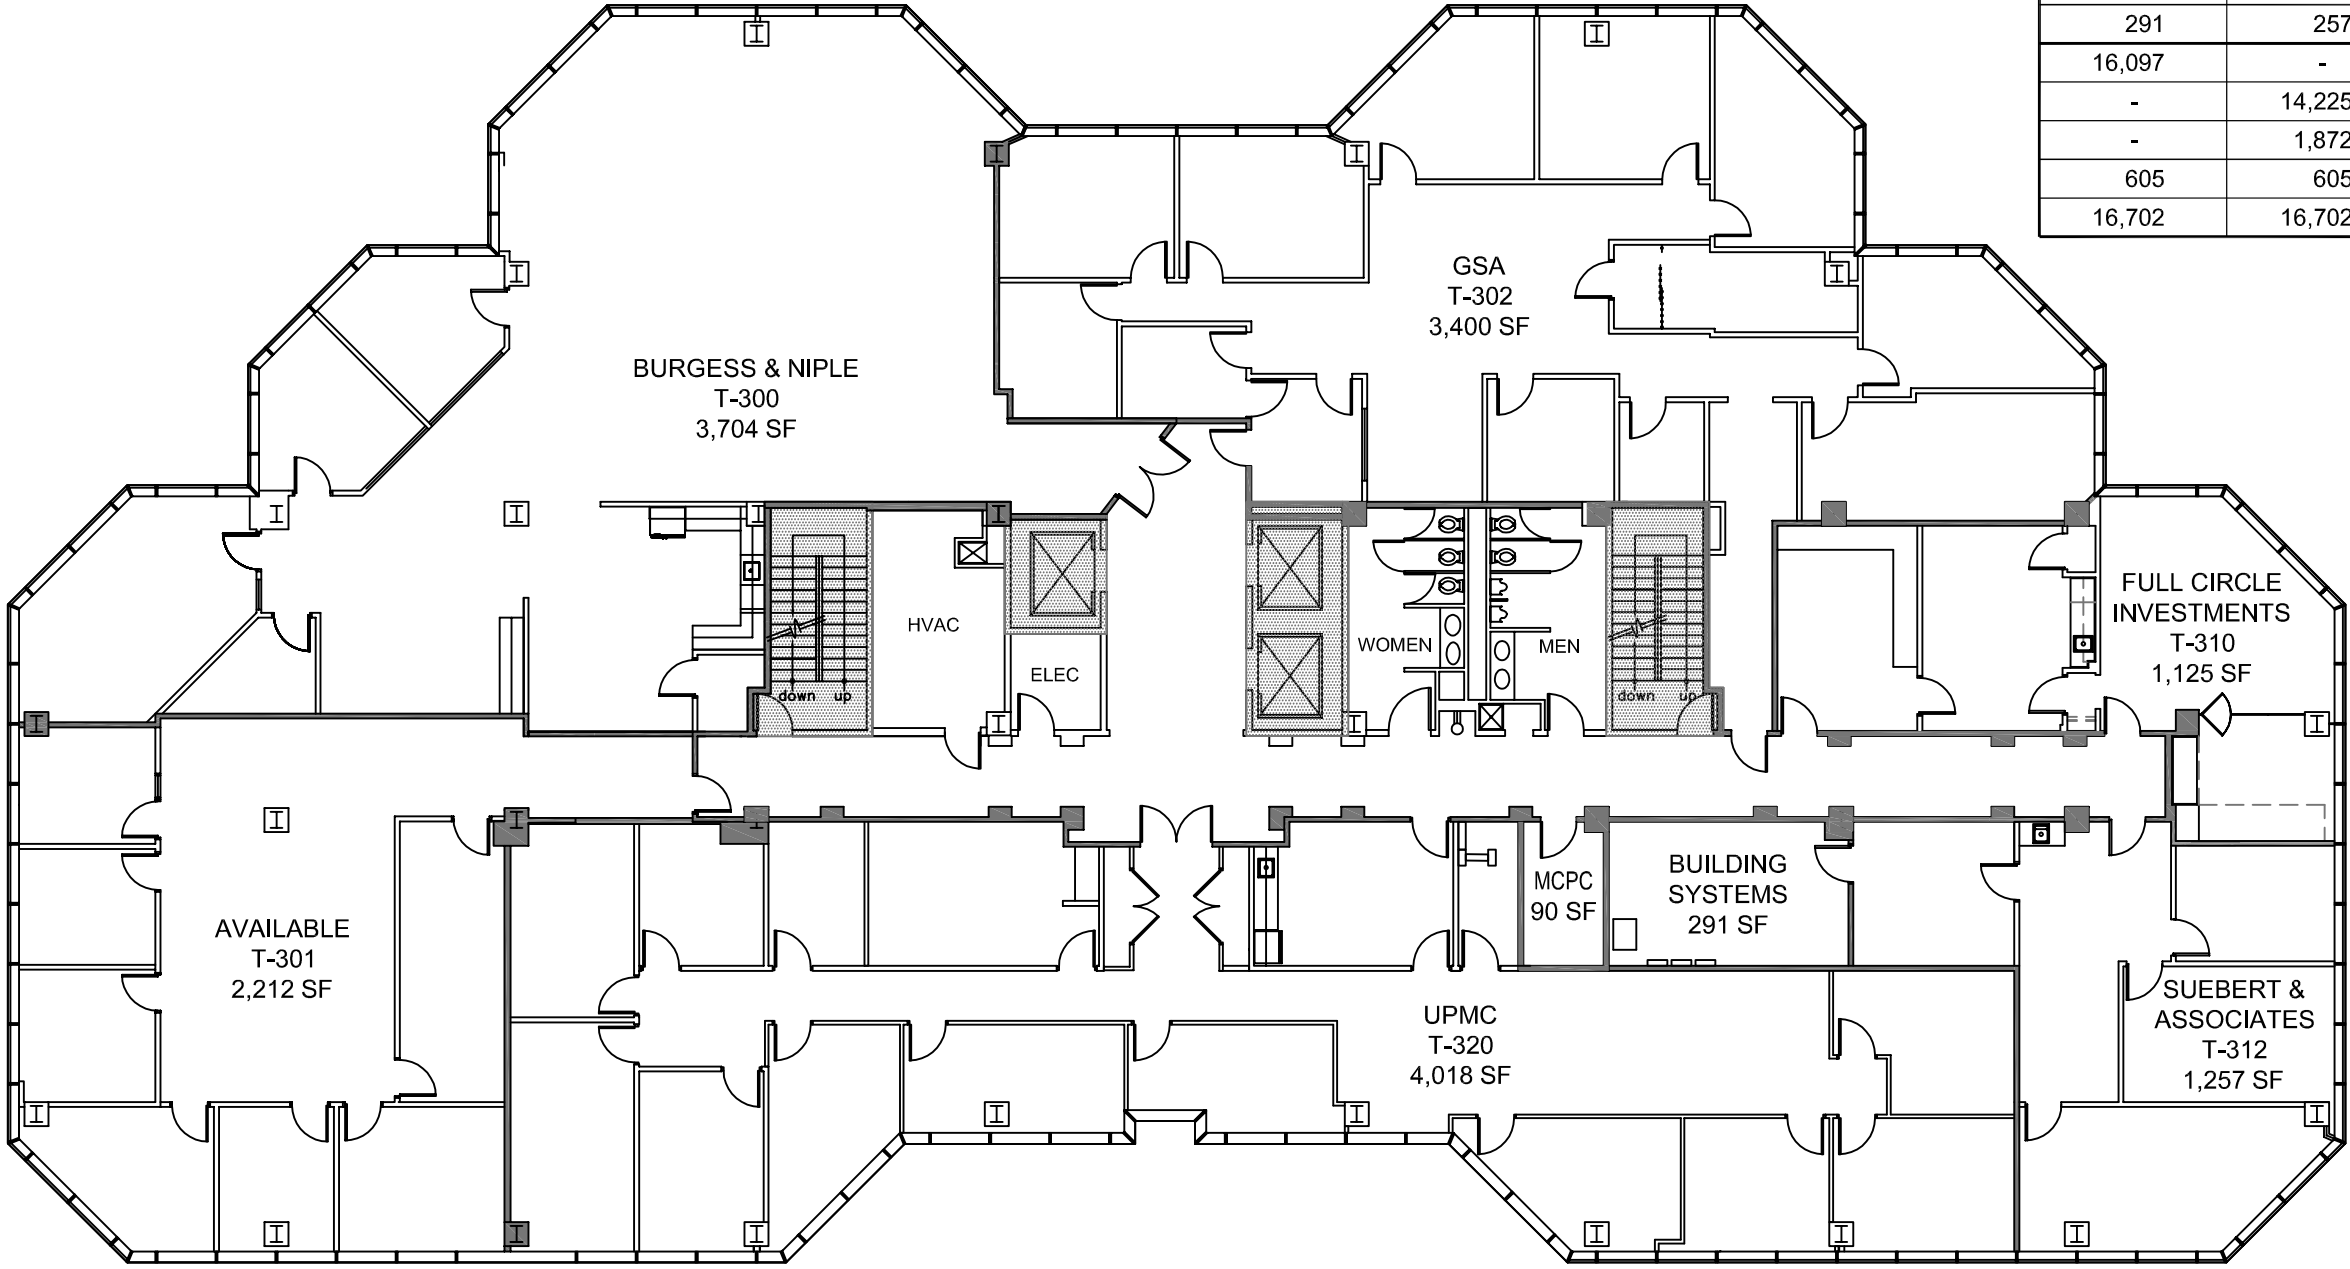 291 257
16,097 -
- 14,225
- 1,872
605 605
16,702 16,702
GSA
T-302
3,400 SF
BURGESS & NIPLE
T-300
3,704 SF
FULL CIRCLE
INVESTMENTS
T-310
1,125 SF
HVAC
ELEC
WOMEN
MEN
down up
down up
AVAILABLE
T-301
2,212 SF
MCPC
90 SF
BUILDING
SYSTEMS
291 SF
UPMC
T-320
4,018 SF
SUEBERT &
ASSOCIATES
T-312
1,257 SF